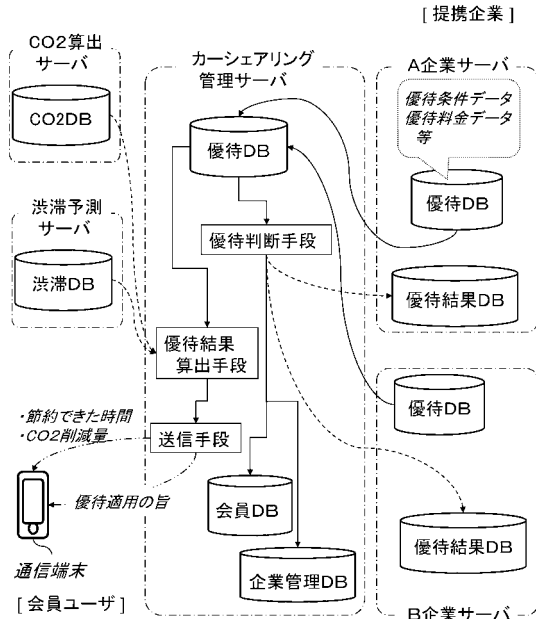 [ 提携企業 ]
CO2算出
サーバ
CO2DB
カーシェアリング
管理サーバ
優待DB
A企業サーバ
優待条件データ
優待料金データ
等
優待DB
渋滞予測
サーバ
渋滞DB
優待判断手段
優待結果DB
優待結果
算出手段
優待DB
・節約できた時間
・CO2削減量
送信手段
優待適用の旨
会員DB
優待結果DB
通信端末
企業管理DB
[ 会員ユーザ ]
B企業サーバ